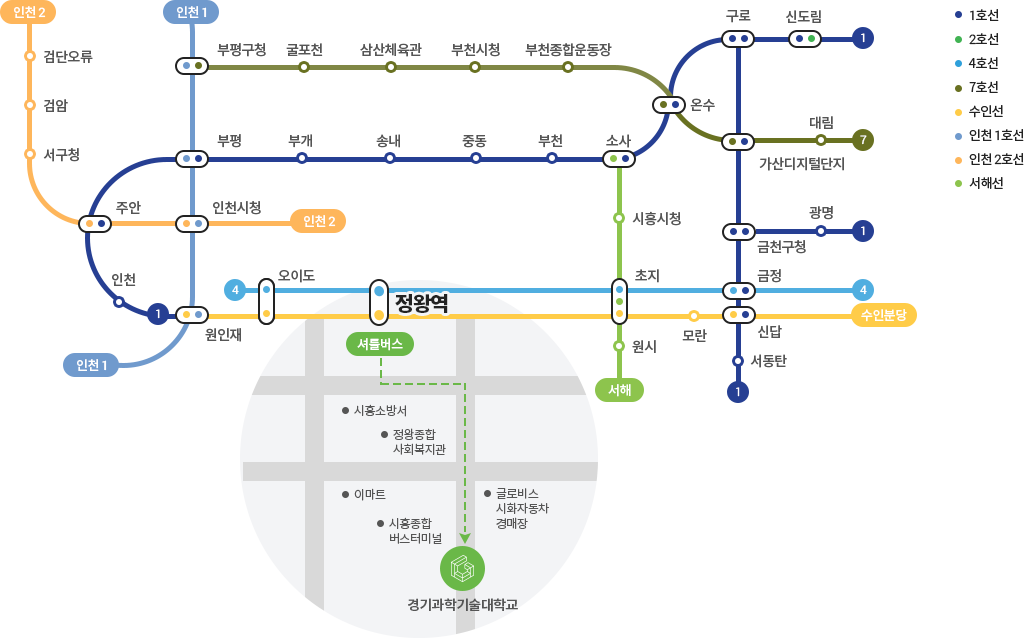 인천 2
인천 1
구로
신도림
1
1호선
2호선
4호선
7호선
수인선
인천 1호선
인천 2호선
서해선
검단오류
검암
서구청
부평구청
굴포천
삼산체육관
부천시청
부천종합운동장
온수
대림
7
가산디지털단지
부평
부개
송내
중동
부천
소사
주안
인천시청
인천 2
시흥시청
광명
1
금천구청
인천
1
원인재
인천 1
4
오이도
정왕역
초지
금정
4
수인분당
모란
신답
원시
서동탄
서해
1
셔틀버스
시흥소방서
정왕종합
사회복지관
이마트
시흥종합
버스터미널
글로비스
시화자동차
경매장
경기과학기술대학교